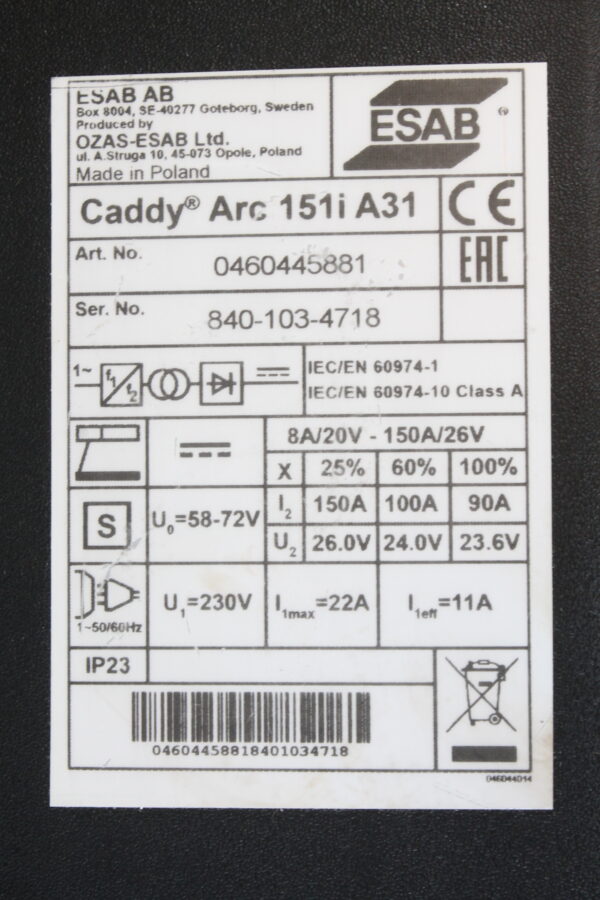 ESAB AB
Box 8004, SE-40277 Goteborg, Sweden
Produced by
OZAS-ESAB Ltd.
ul. A.Struga 10, 45-073 Opole, Poland
Made in Poland
ESAB ®
Caddy® Arc 151i A31
CE
Art. No. 0460445881
EAC
Ser. No. 840-103-4718
1~ f1 f2
IEC/EN 60974-1
IEC/EN 60974-10 Class A
8A/20V - 150A/26V
X 25% 60% 100%
S
U0=58-72V
I2 150A 100A 90A
U2 26.0V 24.0V 23.6V
1~50/60Hz
U1=230V I1max=22A I1eff=11A
IP23
04604458818401034718
046044014